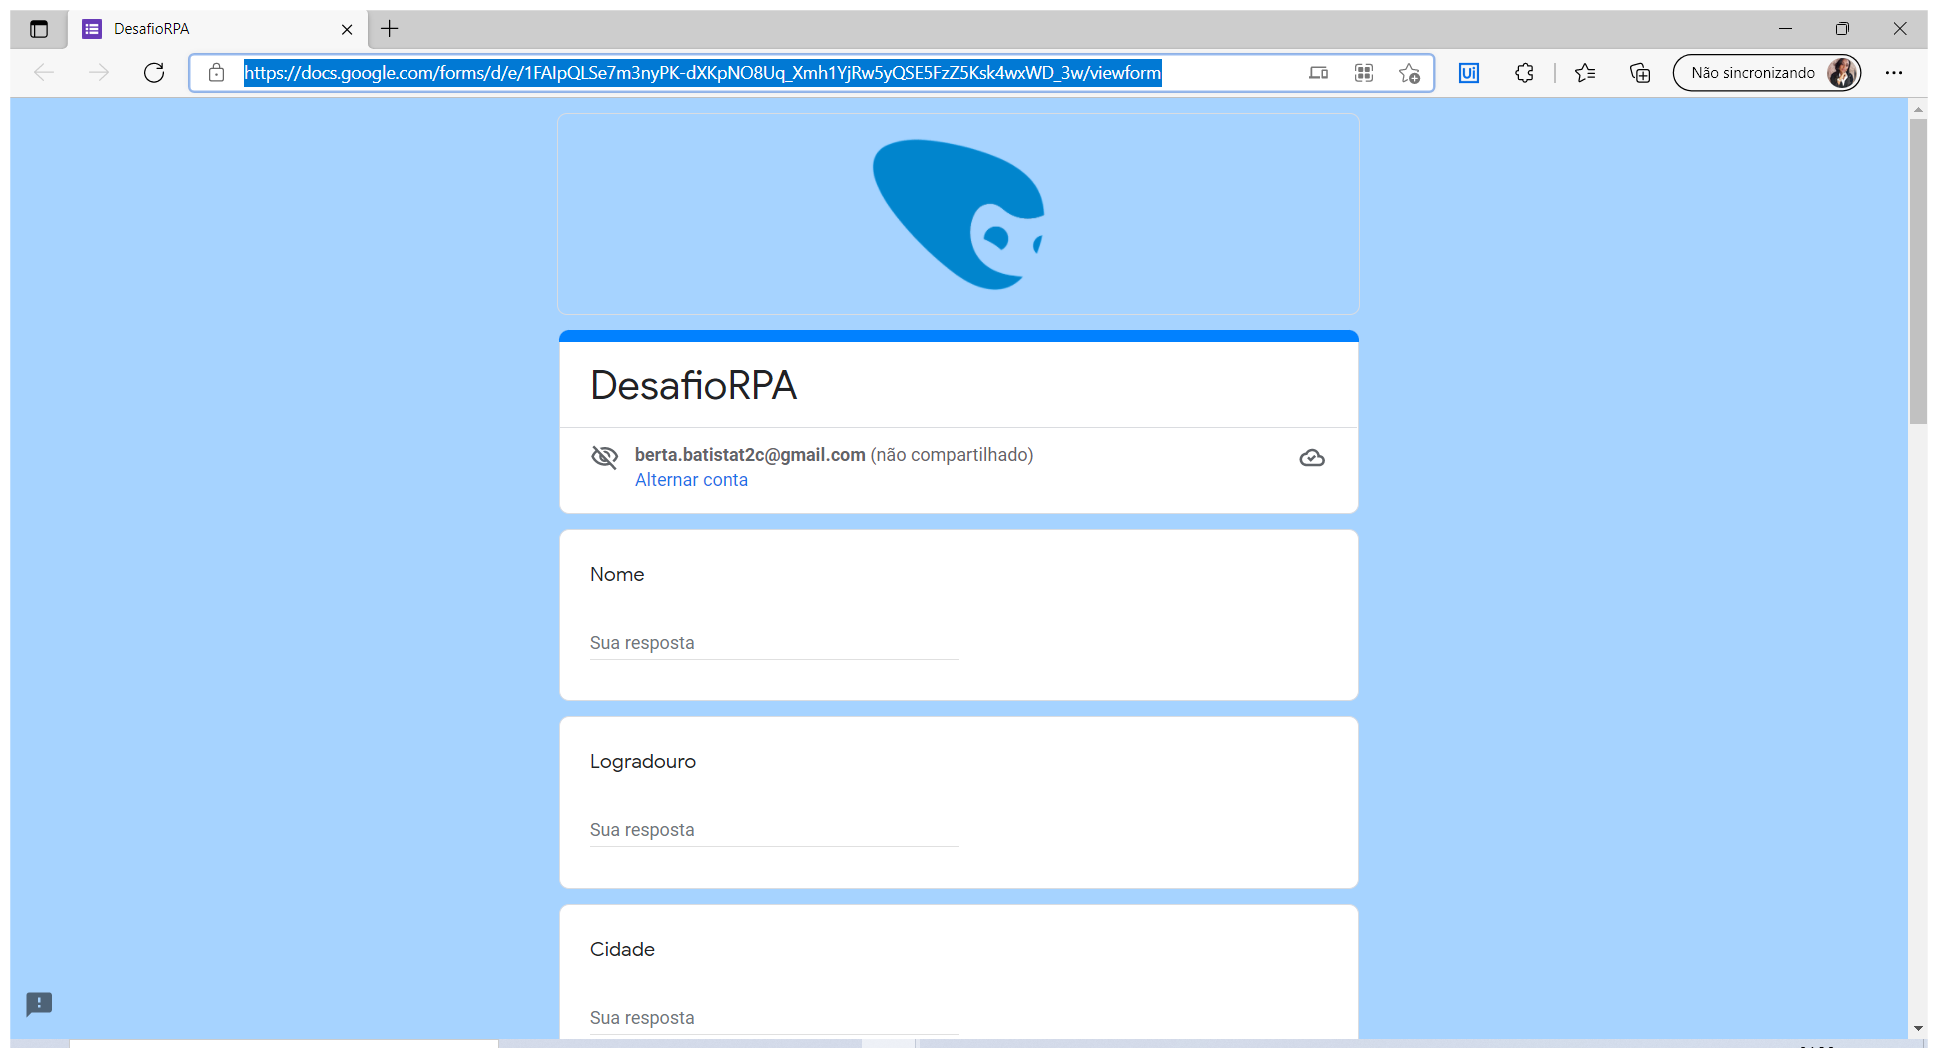 DesafioRPA
https://docs.google.com/forms/d/e/1FAIpQLSe7m3nyPK-dXKpNO8Uq_Xmh1YjRw5yQSE5FzZ5Ksk4wxWD_3w/viewform
Ui
Não sincronizando
DesafioRPA
berta.batistat2c@gmail.com (não compartilhado)
Alternar conta
Nome
Sua resposta
Logradouro
Sua resposta
Cidade
Sua resposta